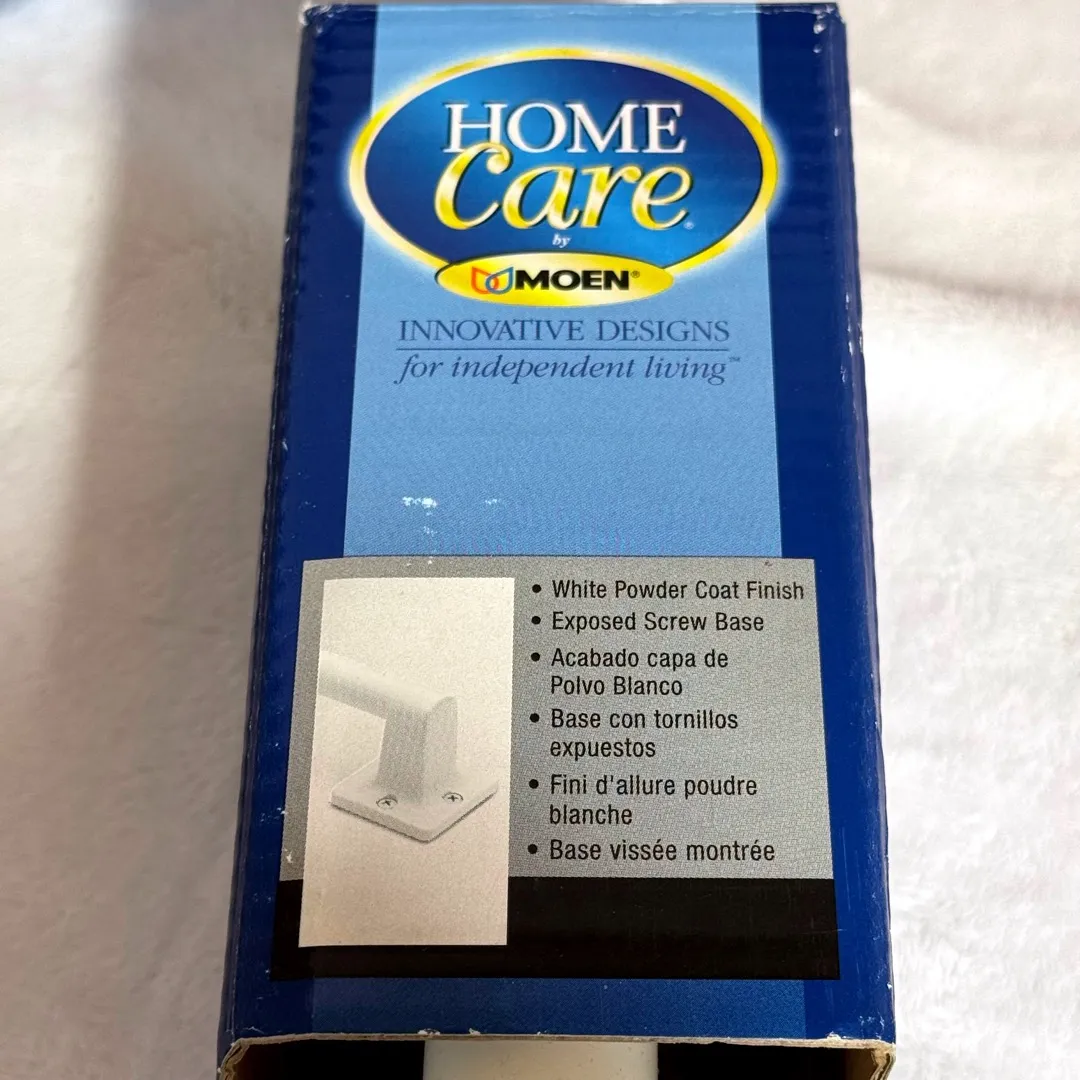 HOME
Care®
by
MOEN®
INNOVATIVE DESIGNS
for independent living™
• White Powder Coat Finish
• Exposed Screw Base
• Acabado capa de
Polvo Blanco
• Base con tornillos
expuestos
• Fini d'allure poudre
blanche
• Base vissée montrée